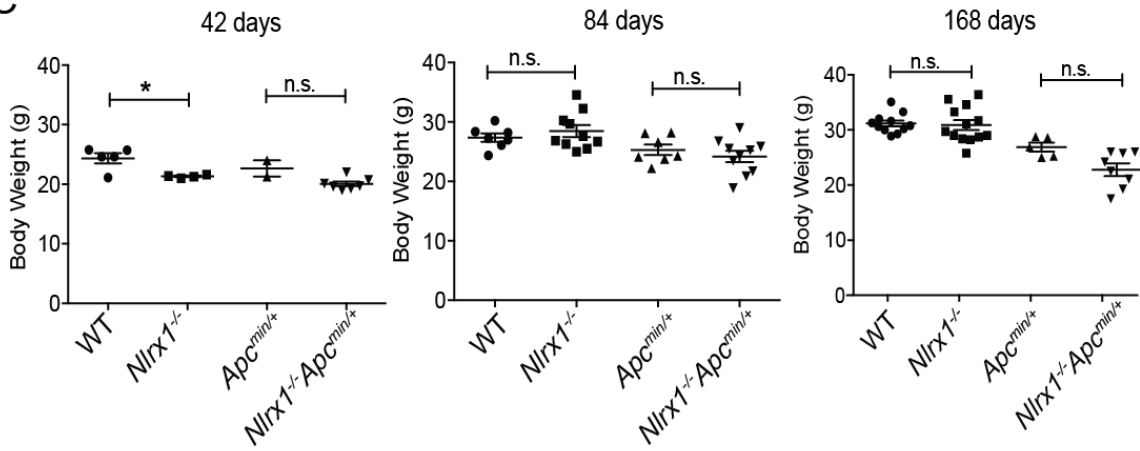 42 days
Body Weight (g)
40
30
20
10
0
*
n.s.
WT
Nlrx1-/-
Apcmin/+
Nlrx1-/-Apcmin/+
84 days
Body Weight (g)
40
30
20
10
0
n.s.
n.s.
WT
Nlrx1-/-
Apcmin/+
Nlrx1-/-Apcmin/+
168 days
Body Weight (g)
40
30
20
10
0
n.s.
n.s.
WT
Nlrx1-/-
Apcmin/+
Nlrx1-/-Apcmin/+